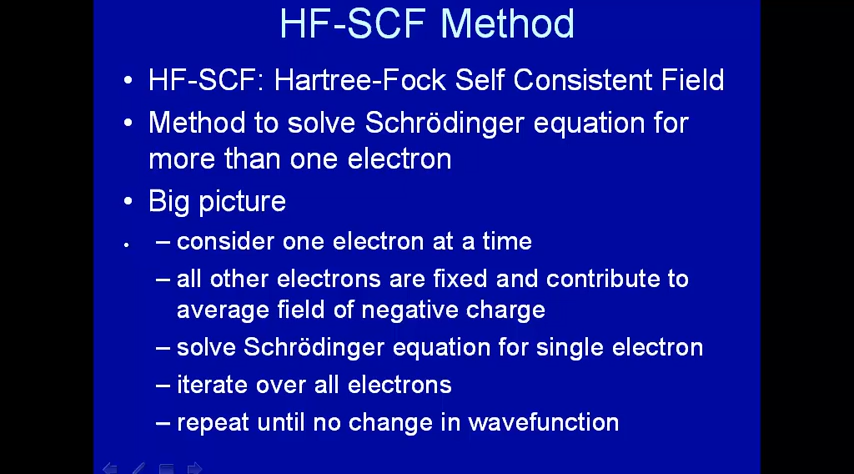 HF-SCF Method
• HF-SCF: Hartree-Fock Self Consistent Field
• Method to solve Schrödinger equation for
more than one electron
• Big picture
– consider one electron at a time
– all other electrons are fixed and contribute to
average field of negative charge
– solve Schrödinger equation for single electron
– iterate over all electrons
– repeat until no change in wavefunction